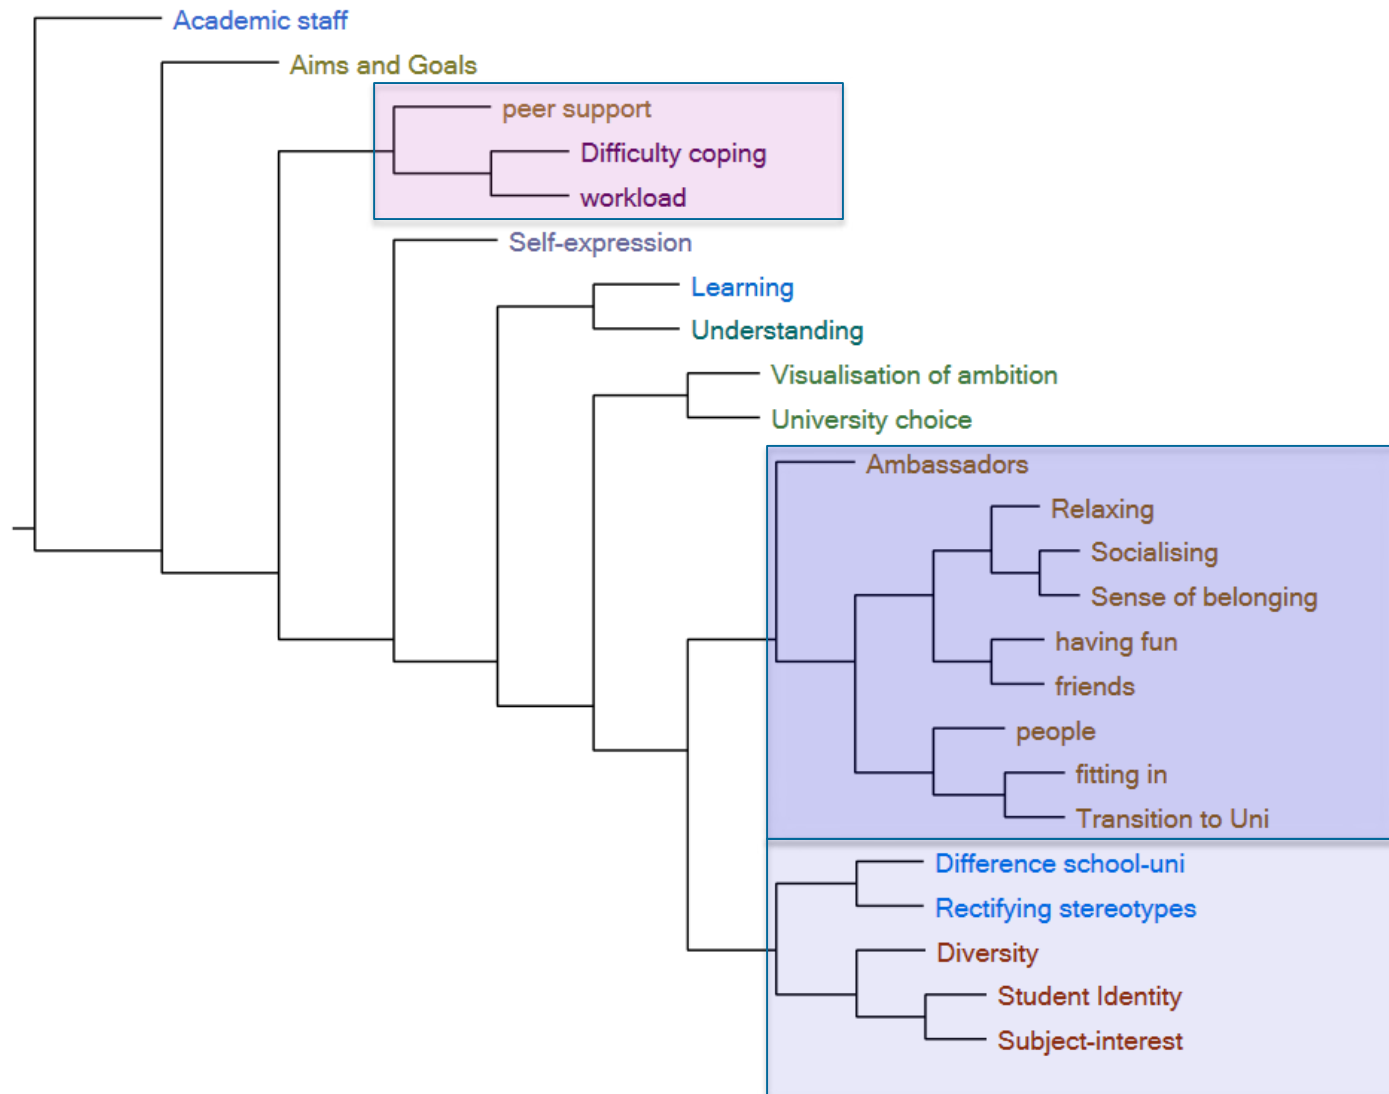 Academic staff
Aims and Goals
peer support
Difficulty coping
workload
Self-expression
Learning
Understanding
Visualisation of ambition
University choice
Ambassadors
Relaxing
Socialising
Sense of belonging
having fun
friends
people
fitting in
Transition to Uni
Difference school-uni
Rectifying stereotypes
Diversity
Student Identity
Subject-interest